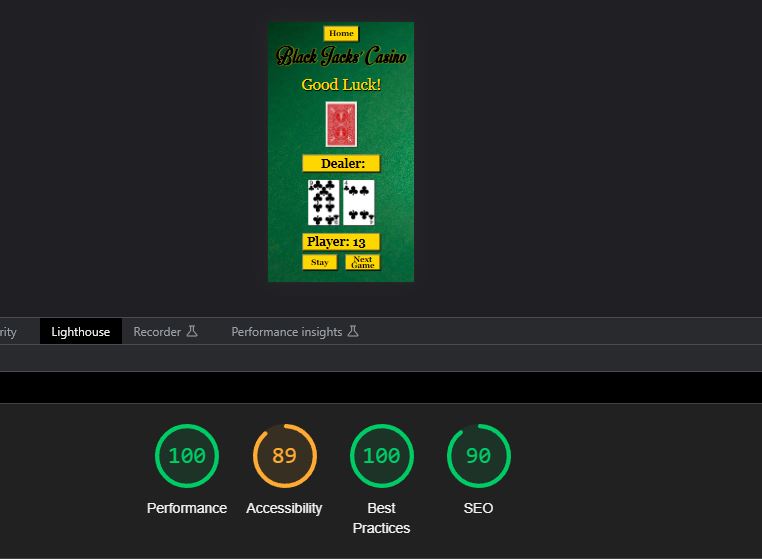 Home
Black Jacks' Casino
Good Luck!
Dealer:
Player: 13
Stay
Next
Game
rity
Lighthouse
Recorder
Performance insights
100
89
100
90
Performance
Accessibility
Best
Practices
SEO